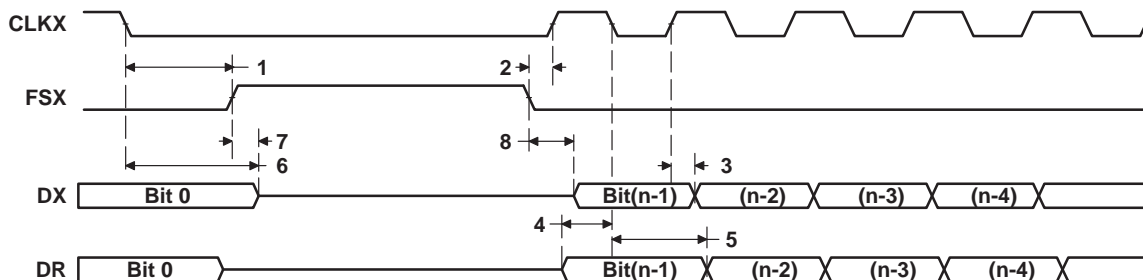 CLKX
1 2
FSX
7 8
6 3
DX Bit 0 Bit(n-1) (n-2) (n-3) (n-4)
4 5
DR Bit 0 Bit(n-1) (n-2) (n-3) (n-4)